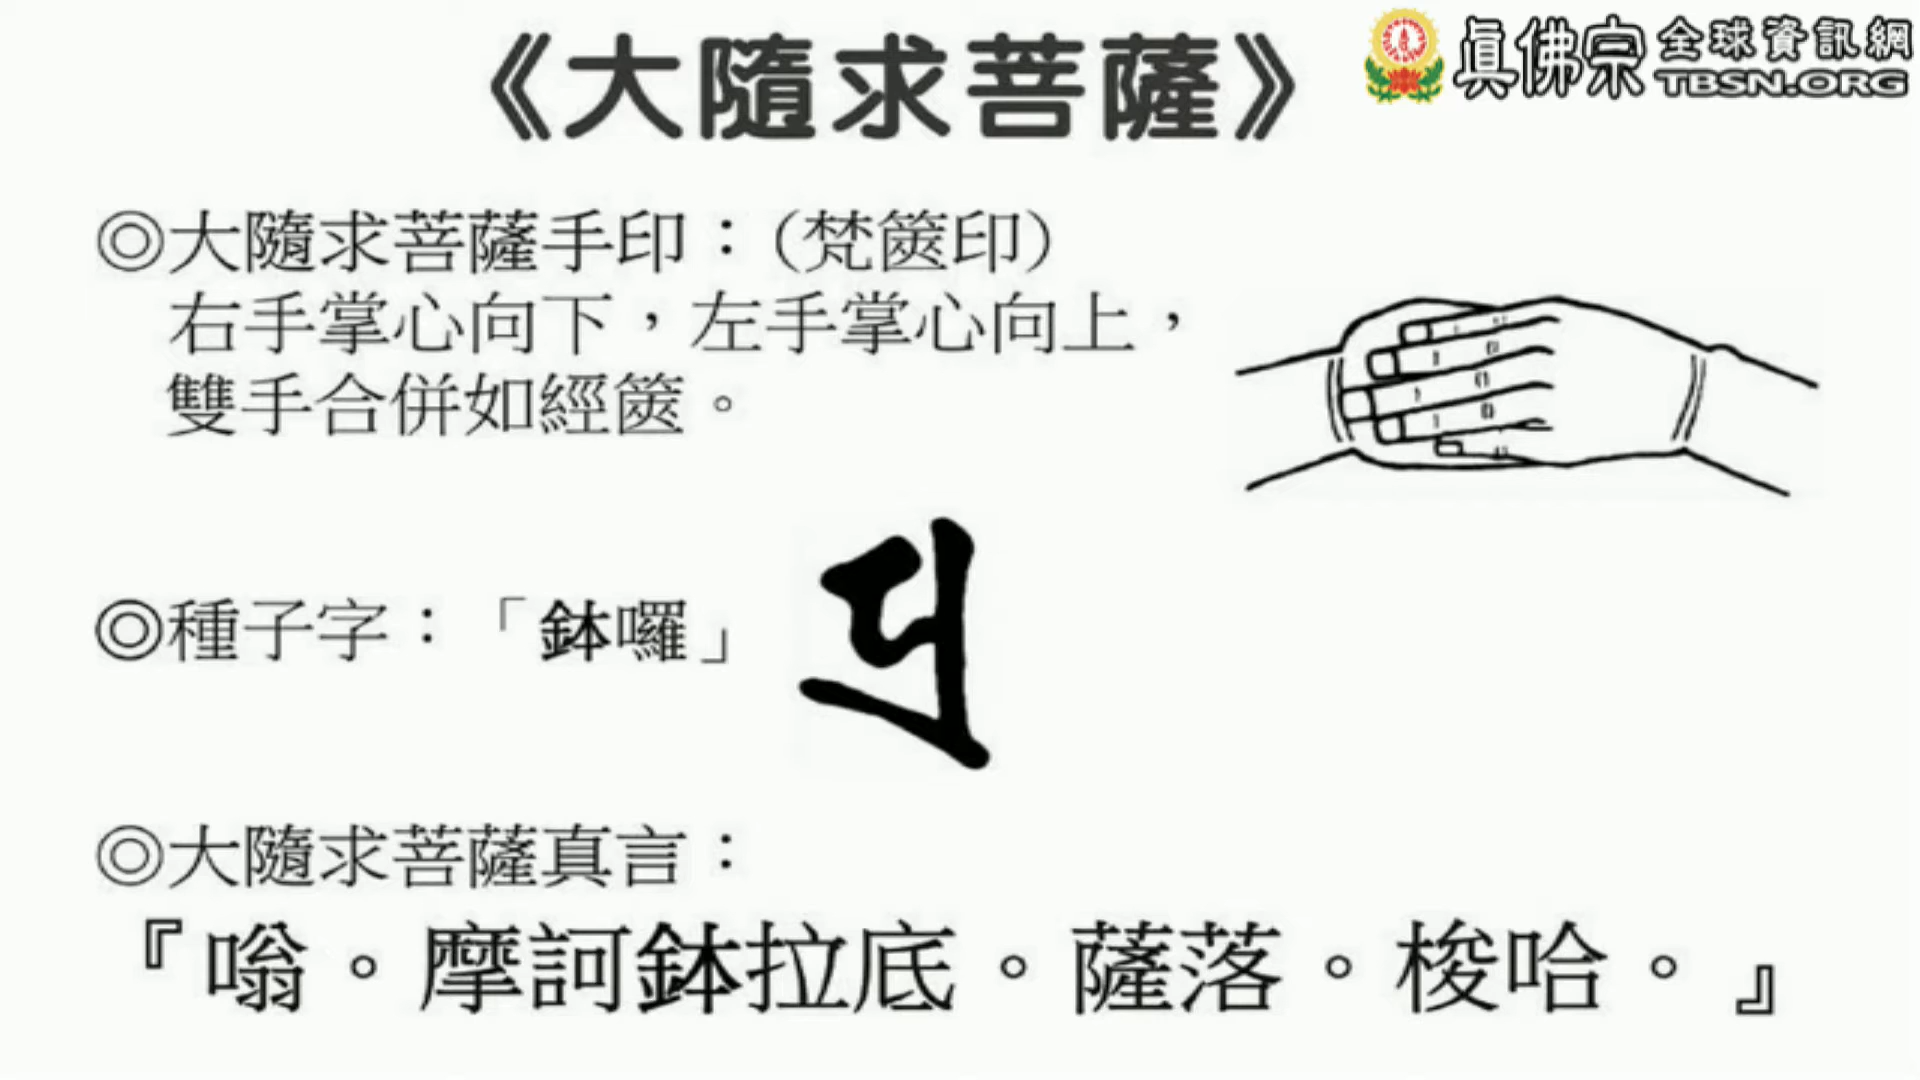 《大隨求菩薩》
真佛宗 全球資訊網
TBSN.ORG
◎大隨求菩薩手印：（梵篋印）
右手掌心向下，左手掌心向上，
雙手合併如經篋。
◎種子字：「鉢囉」
◎大隨求菩薩真言：
『嗡。摩訶鉢拉底。薩落。梭哈。』